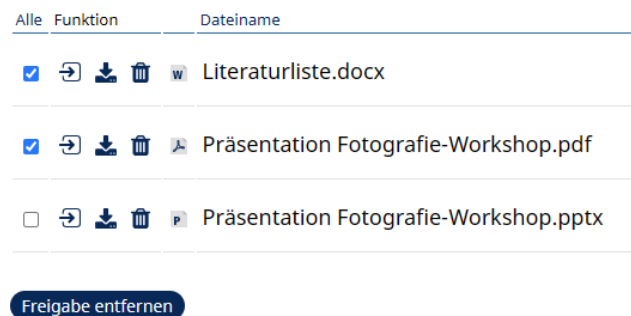 Alle Funktion Dateiname
W Literaturliste.docx
Präsentation Fotografie-Workshop.pdf
P Präsentation Fotografie-Workshop.pptx
Freigabe entfernen